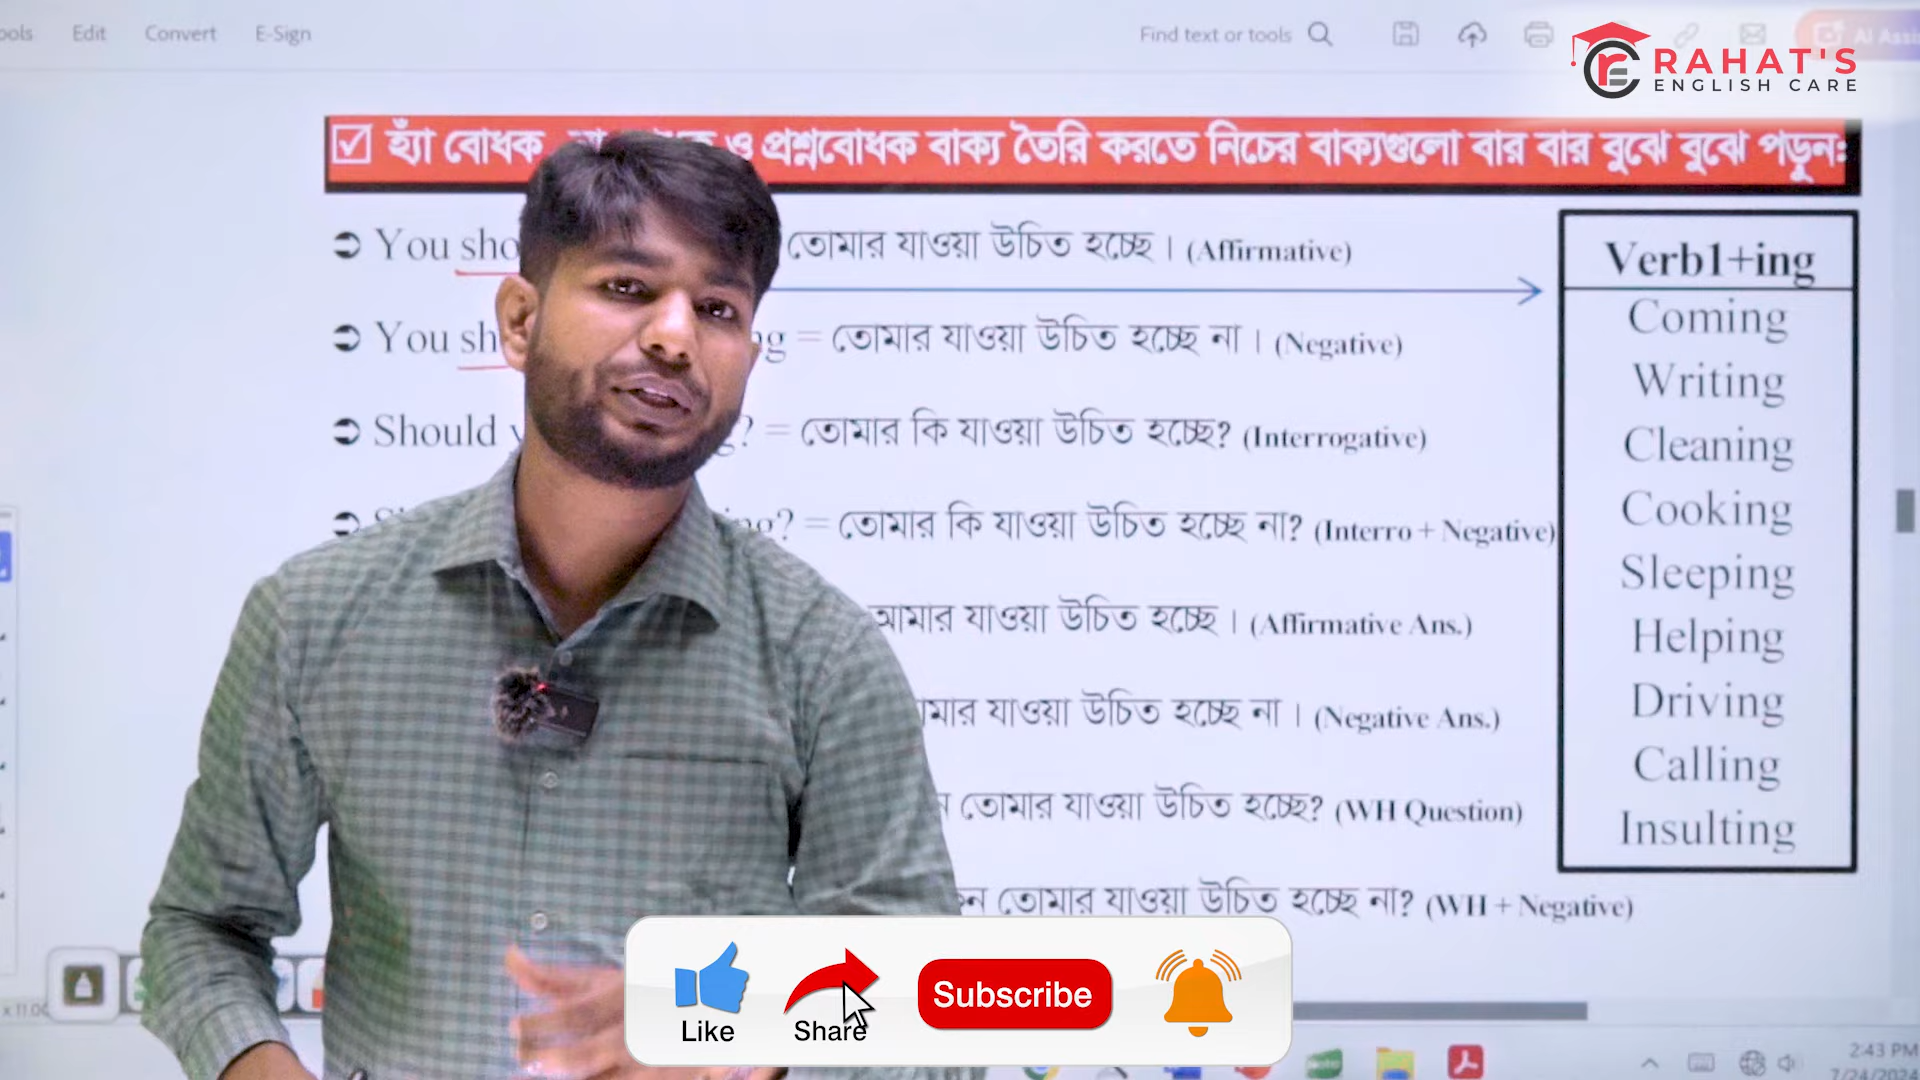 Edit Convert E-Sign Find text or tools
RAHAT'S
ENGLISH CARE
হ্যাঁ বোধক ও প্রশ্নবোধক বাক্য তৈরি করতে নিচের বাক্যগুলো বার বার বুঝে বুঝে পড়ুনঃ
You তোমার যাওয়া উচিত হচ্ছে। (Affirmative)
You = তোমার যাওয়া উচিত হচ্ছে না। (Negative)
Should = তোমার কি যাওয়া উচিত হচ্ছে? (Interrogative)
= তোমার কি যাওয়া উচিত হচ্ছে না? (Interro + Negative)
আমার যাওয়া উচিত হচ্ছে। (Affirmative Ans.)
যাওয়া উচিত হচ্ছে না। (Negative Ans.)
তোমার যাওয়া উচিত হচ্ছে? (WH Question)
তোমার যাওয়া উচিত হচ্ছে না? (WH + Negative)
Verb1+ing
Coming
Writing
Cleaning
Cooking
Sleeping
Helping
Driving
Calling
Insulting
Like Share Subscribe
2:43 PM
7/24/2024